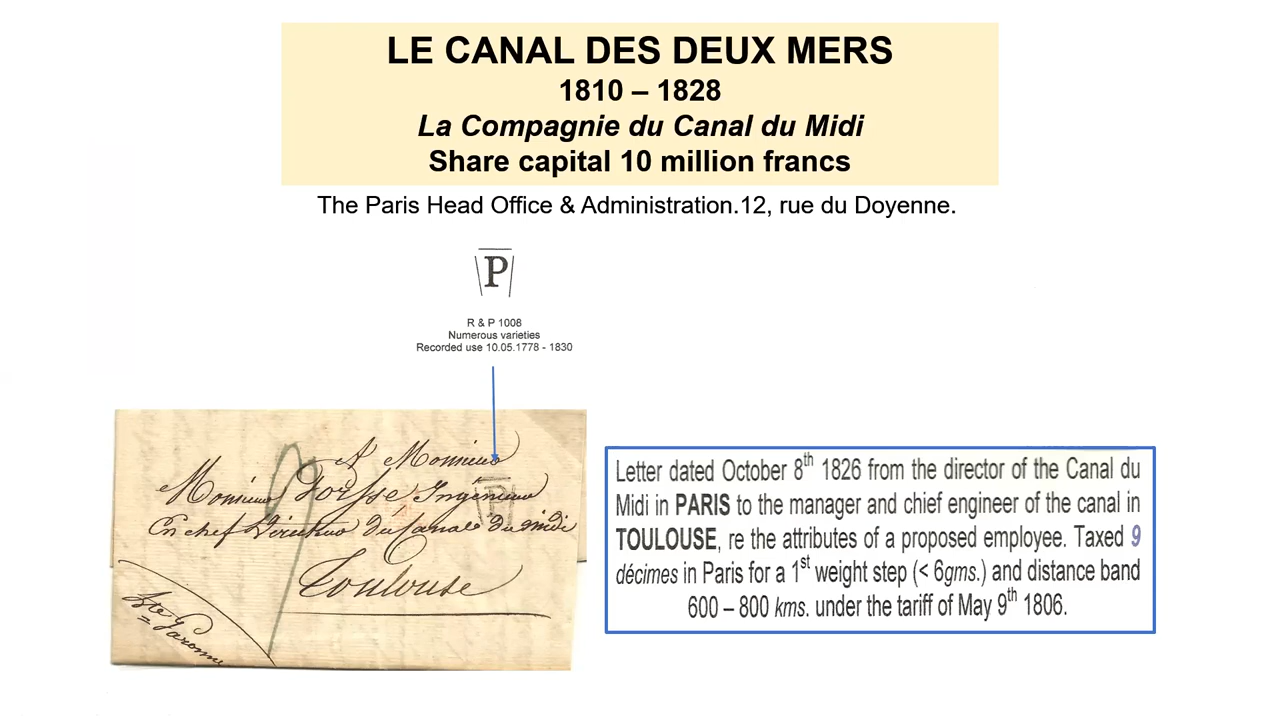 LE CANAL DES DEUX MERS
1810 – 1828
La Compagnie du Canal du Midi
Share capital 10 million francs
The Paris Head Office & Administration.12, rue du Doyenne.
P
R & P 1008
Numerous varieties
Recorded use 10.05.1778 - 1830
A Monsieur
Monsieur Ingénieur
En chef Directeur du Canal du midi
Toulouse
hte Garonne
9
P
Letter dated October 8th 1826 from the director of the Canal du
Midi in PARIS to the manager and chief engineer of the canal in
TOULOUSE, re the attributes of a proposed employee. Taxed 9
décimes in Paris for a 1st weight step (< 6gms.) and distance band
600 – 800 kms. under the tariff of May 9th 1806.